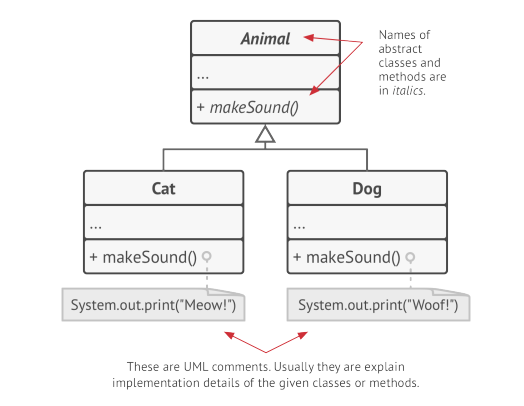 Animal
...
+ makeSound()
Names of
abstract
classes and
methods are
in italics.
Cat
...
+ makeSound()
System.out.print("Meow!")
Dog
...
+ makeSound()
System.out.print("Woof!")
These are UML comments. Usually they are explain
implementation details of the given classes or methods.